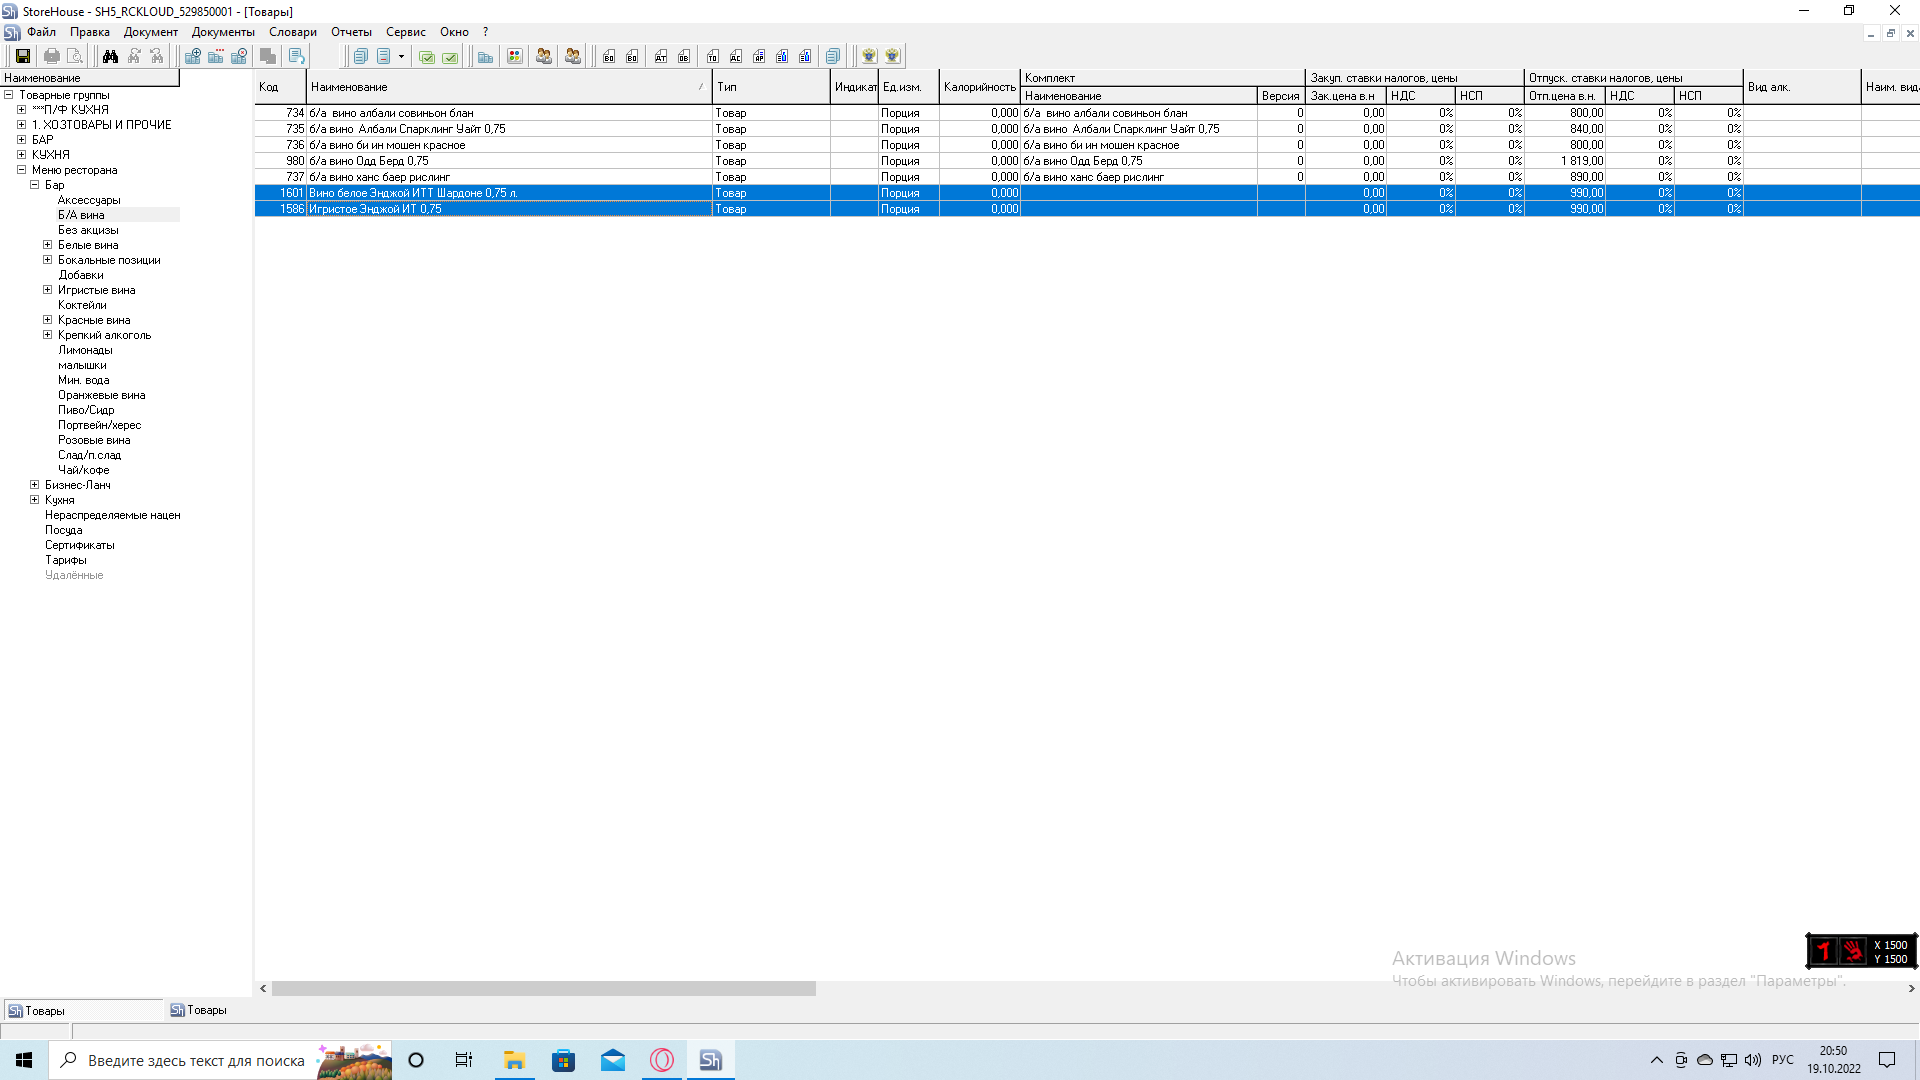 StoreHouse - SH5_RCKLOUD_529850001 - [Товары]
Файл Правка Документ Документы Словари Отчеты Сервис Окно ?
Наименование
Товарные группы
***П/Ф КУХНЯ
1. ХОЗТОВАРЫ И ПРОЧИЕ
БАР
КУХНЯ
Меню ресторана
Бар
Аксессуары
Б/А вина
Без акцизы
Белые вина
Бокальные позиции
Добавки
Игристые вина
Коктейли
Красные вина
Крепкий алкоголь
Лимонады
малышки
Мин. вода
Оранжевые вина
Пиво/Сидр
Портвейн/херес
Розовые вина
Слад/п.слад
Чай/кофе
Бизнес-Ланч
Кухня
Нераспределяемые нацен
Посуда
Сертификаты
Тарифы
Удалённые
Код Наименование Тип Индикат Ед.изм. Калорийность Комплект Закуп. ставки налогов, цены Отпуск. ставки налогов, цены Вид алк. Наим. вида
Наименование Версия Зак.цена в.н НДС НСП Отп.цена в.н. НДС НСП
734 б/а вино албали совиньон блан Товар Порция 0,000 б/а вино албали совиньон блан 0 0,00 0% 0% 800,00 0% 0%
735 б/а вино Албали Спарклинг Уайт 0,75 Товар Порция 0,000 б/а вино Албали Спарклинг Уайт 0,75 0 0,00 0% 0% 840,00 0% 0%
736 б/а вино би ин мошен красное Товар Порция 0,000 б/а вино би ин мошен красное 0 0,00 0% 0% 800,00 0% 0%
980 б/а вино Одд Берд 0,75 Товар Порция 0,000 б/а вино Одд Берд 0,75 0 0,00 0% 0% 1 819,00 0% 0%
737 б/а вино ханс баер рислинг Товар Порция 0,000 б/а вино ханс баер рислинг 0 0,00 0% 0% 890,00 0% 0%
1601 Вино белое Энджой ИТТ Шардоне 0,75 л. Товар Порция 0,000 0,00 0% 0% 990,00 0% 0%
1586 Игристое Энджой ИТ 0,75 Товар Порция 0,000 0,00 0% 0% 990,00 0% 0%
X 1500
Y 1500
Активация Windows
Чтобы активировать Windows, перейдите в раздел "Параметры".
Товары Товары
Введите здесь текст для поиска
РУС
20:50
19.10.2022